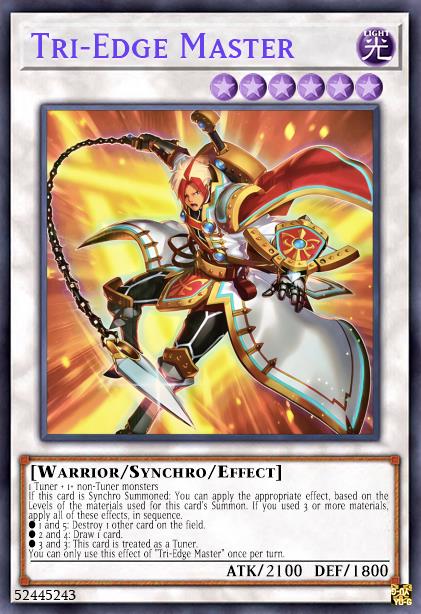 TRI-EDGE MASTER
LIGHT
光
[WARRIOR/SYNCHRO/EFFECT]
1 Tuner + 1+ non-Tuner monsters
If this card is Synchro Summoned: You can apply the appropriate effect, based on the
Levels of the materials used for this card's Summon. If you used 3 or more materials,
apply all of these effects, in sequence.
● 1 and 5: Destroy 1 other card on the field.
● 2 and 4: Draw 1 card.
● 3 and 3: This card is treated as a Tuner.
You can only use this effect of "Tri-Edge Master" once per turn.
ATK/2100 DEF/1800
52445243